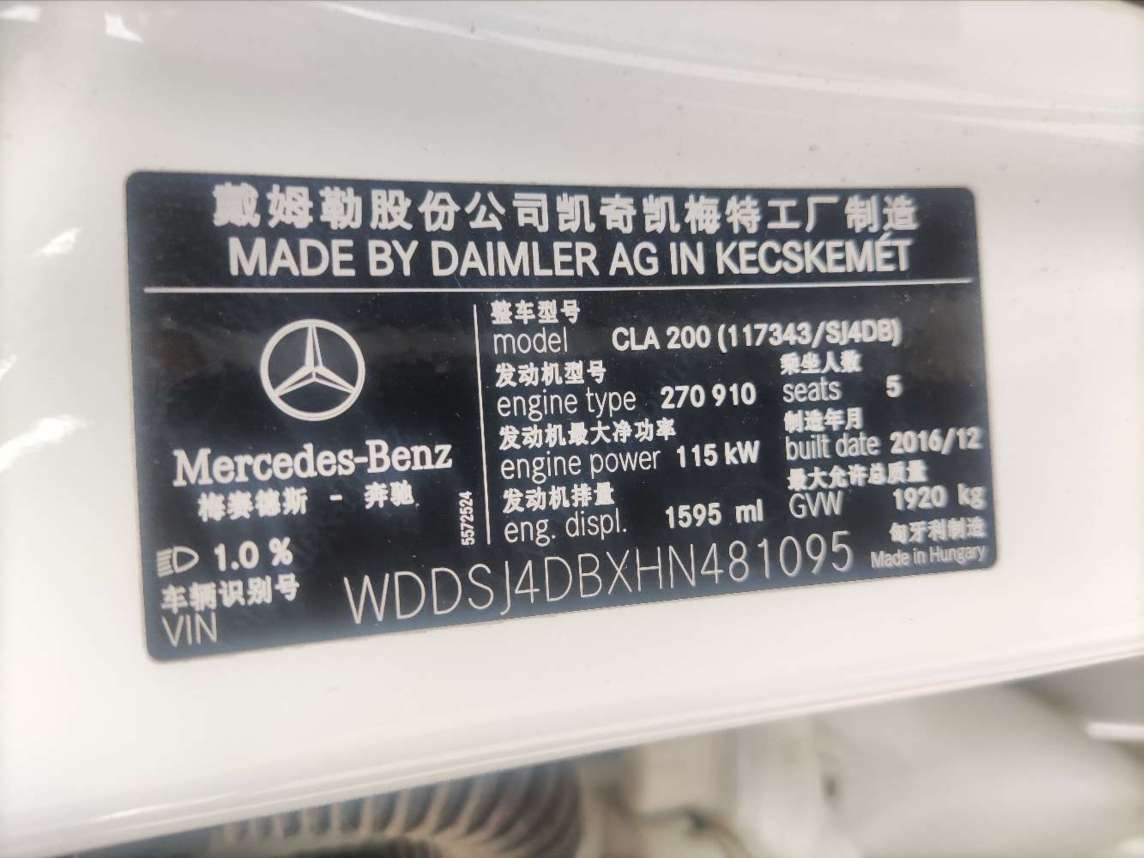 戴姆勒股份公司凯奇凯梅特工厂制造
MADE BY DAIMLER AG IN KECSKEMÉT
整车型号
model CLA 200 (117343/SJ4DB)
发动机型号 乘坐人数
engine type 270 910 seats 5
发动机最大净功率 制造年月
engine power 115 kW built date 2016/12
发动机排量 最大允许总质量
eng. displ. 1595 ml GVW 1920 kg
Mercedes-Benz
梅赛德斯 - 奔驰
5572524
1.0 %
匈牙利制造
Made in Hungary
车辆识别号
VIN WDDSJ4DBXHN481095